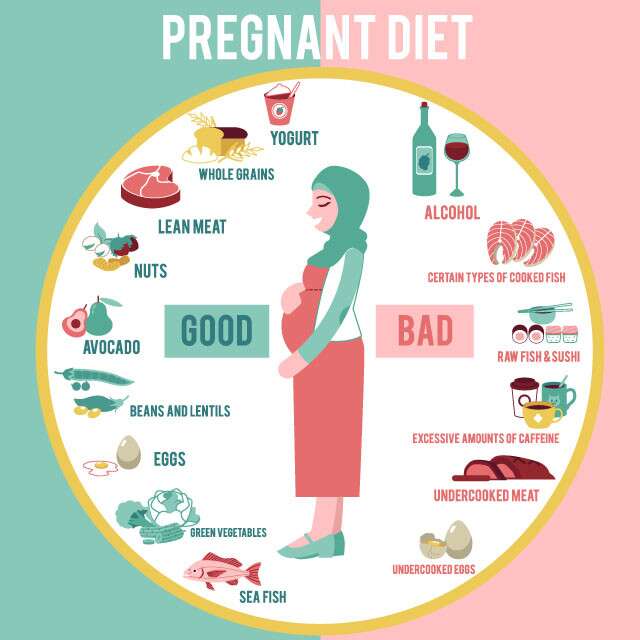 PREGNANT DIET
YOGURT
WHOLE GRAINS
LEAN MEAT
NUTS
AVOCADO
BEANS AND LENTILS
EGGS
GREEN VEGETABLES
SEA FISH
GOOD
BAD
ALCOHOL
CERTAIN TYPES OF COOKED FISH
RAW FISH & SUSHI
EXCESSIVE AMOUNTS OF CAFFEINE
UNDERCOOKED MEAT
UNDERCOOKED EGGS